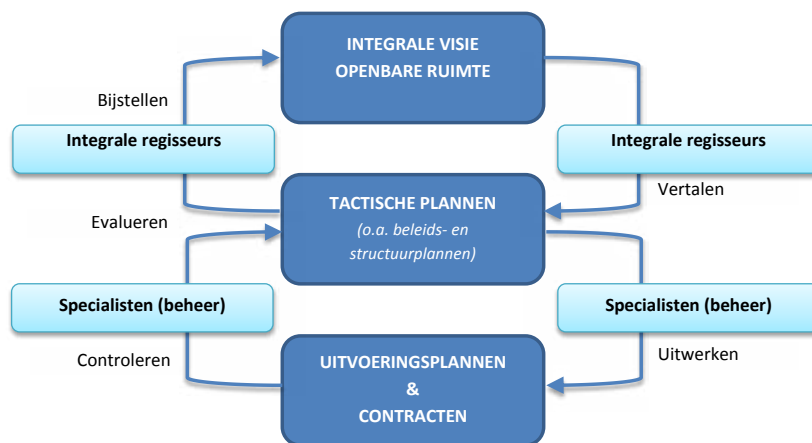 INTEGRALE VISIE
OPENBARE RUIMTE
Bijstellen
Integrale regisseurs
Integrale regisseurs
Vertalen
TACTISCHE PLANNEN
(o.a. beleids- en
structuurplannen)
Evalueren
Specialisten (beheer)
Specialisten (beheer)
Controleren
Uitwerken
UITVOERINGSPLANNEN
&
CONTRACTEN